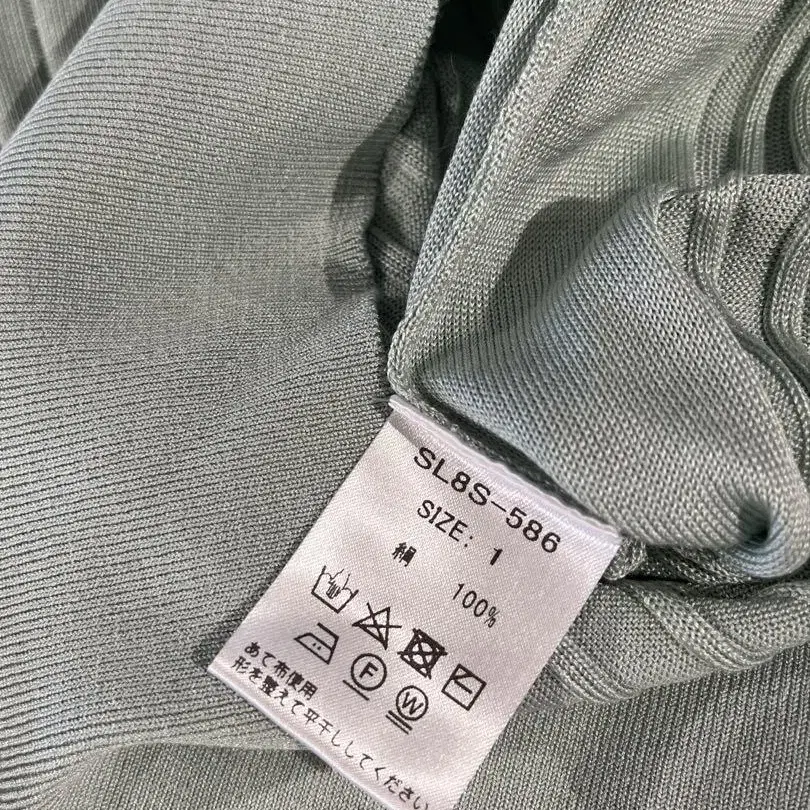 SL8S-586
SIZE: 1
絹 100%
F W
あて布使用
形を整えて平干ししてください